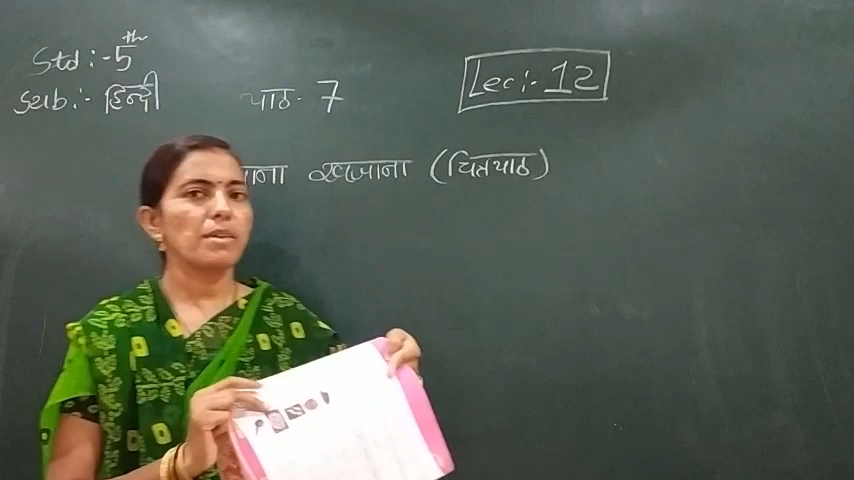 Std :- 5th
Sub :- हिन्दी
पाठ - 7
Lec :- 12
खजाना (चित्रपाठ)